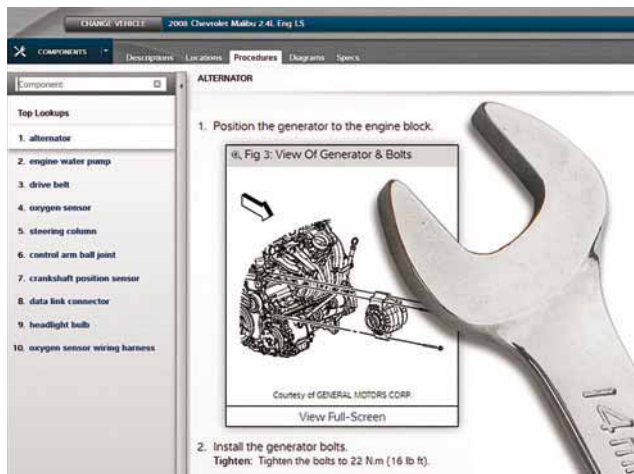 CHANGE VEHICLE
2008 Chevrolet Malibu 2.4L Eng LS
COMPONENTS
Descriptions Locations Procedures Diagrams Specs
Component
ALTERNATOR
Top Lookups
1. alternator
2. engine water pump
3. drive belt
4. oxygen sensor
5. steering column
6. control arm ball joint
7. crankshaft position sensor
8. data link connector
9. headlight bulb
10. oxygen sensor wiring harness
1. Position the generator to the engine block.
Fig 3: View Of Generator & Bolts
Courtesy of GENERAL MOTORS CORP.
View Full-Screen
2. Install the generator bolts.
Tighten: Tighten the bolts to 22 N.m (16 lb ft).
14m